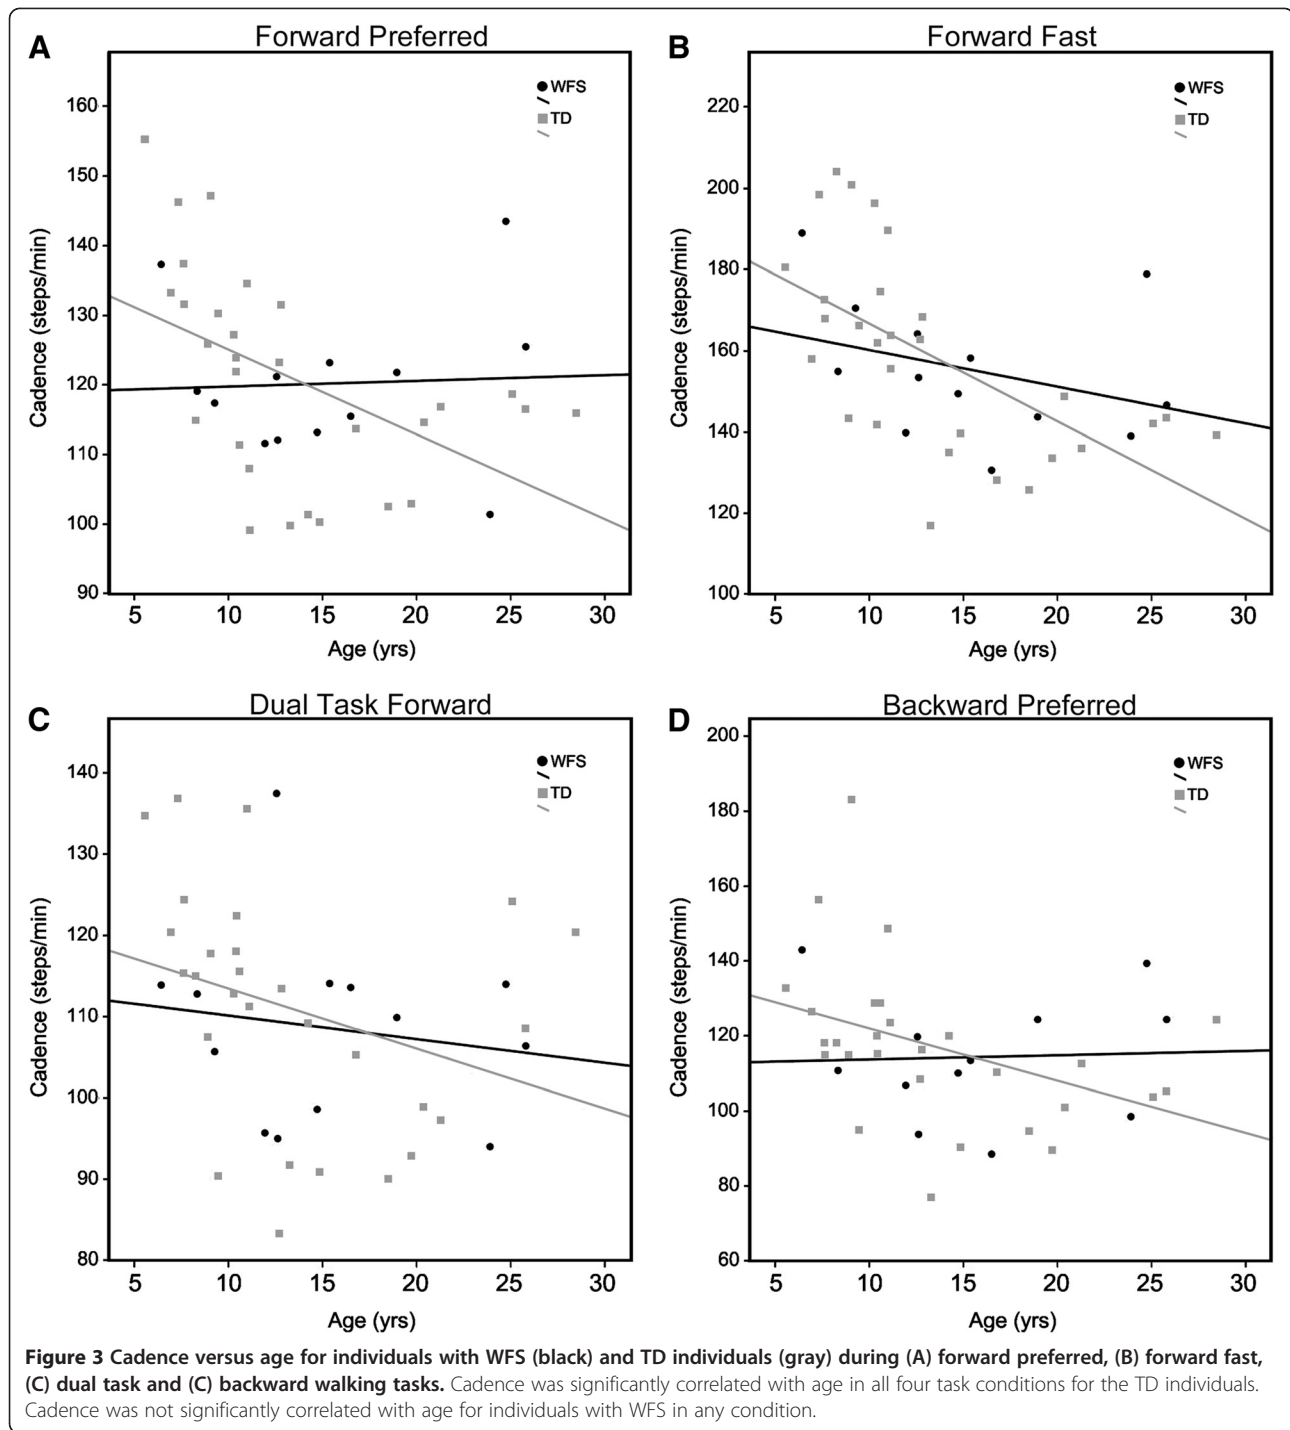 A
Forward Preferred
WFS
TD
160
150
140
130
120
110
100
90
Cadence (steps/min)
5 10 15 20 25 30
Age (yrs)
B
Forward Fast
WFS
TD
220
200
180
160
140
120
100
Cadence (steps/min)
5 10 15 20 25 30
Age (yrs)
C
Dual Task Forward
WFS
TD
140
130
120
110
100
90
80
Cadence (steps/min)
5 10 15 20 25 30
Age (yrs)
D
Backward Preferred
WFS
TD
200
180
160
140
120
100
80
60
Cadence (steps/min)
5 10 15 20 25 30
Age (yrs)
Figure 3 Cadence versus age for individuals with WFS (black) and TD individuals (gray) during (A) forward preferred, (B) forward fast,
(C) dual task and (C) backward walking tasks. Cadence was significantly correlated with age in all four task conditions for the TD individuals.
Cadence was not significantly correlated with age for individuals with WFS in any condition.